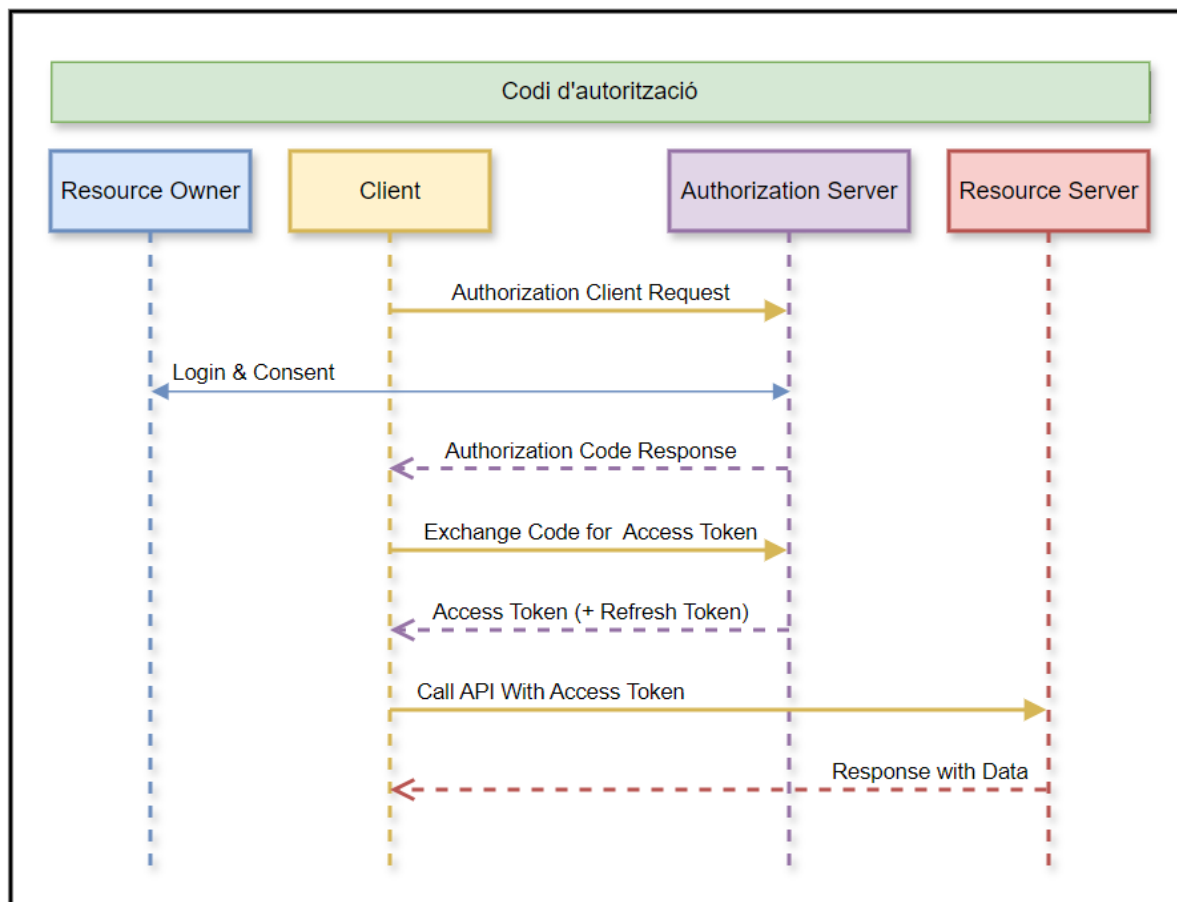 Codi d'autorització
Resource Owner
Client
Authorization Server
Resource Server
Authorization Client Request
Login & Consent
Authorization Code Response
Exchange Code for  Access Token
Access Token (+ Refresh Token)
Call API With Access Token
Response with Data